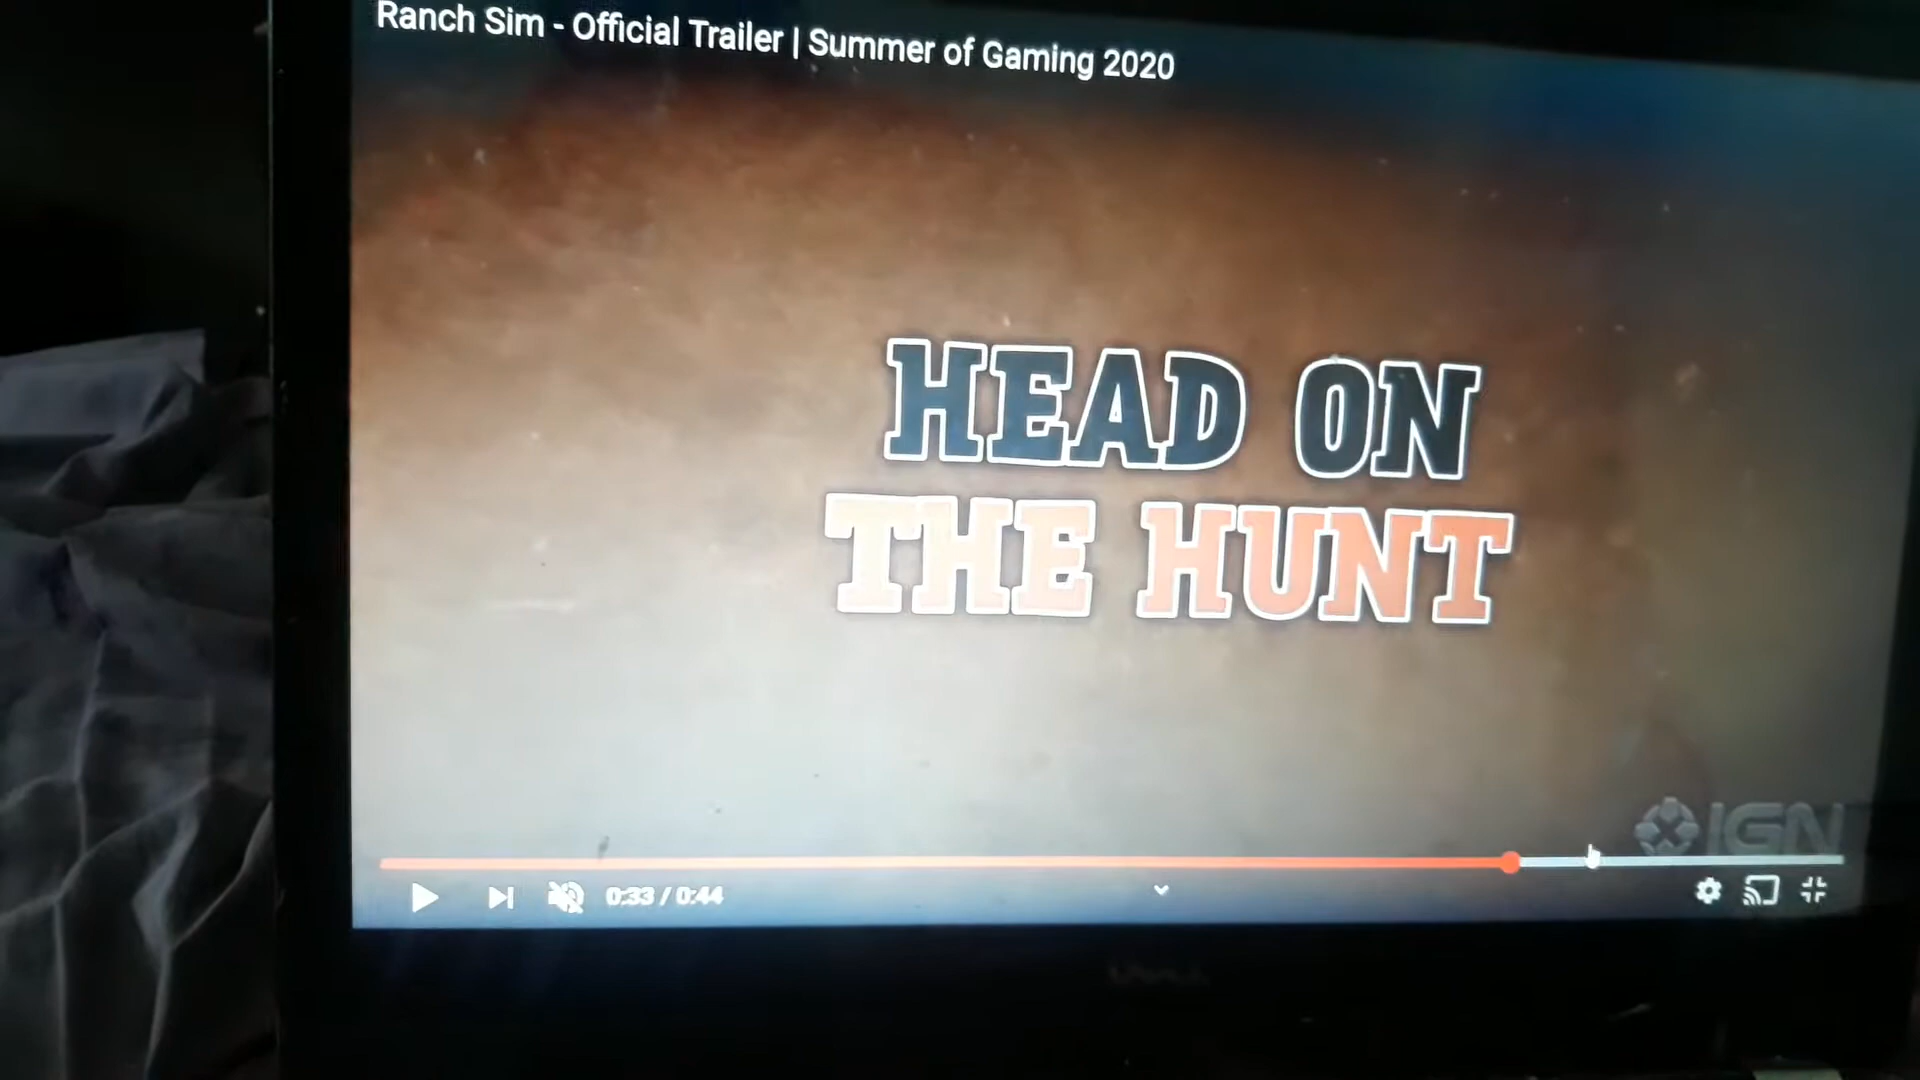 Ranch Sim - Official Trailer | Summer of Gaming 2020
HEAD ON
THE HUNT
IGN
0:33 / 0:44